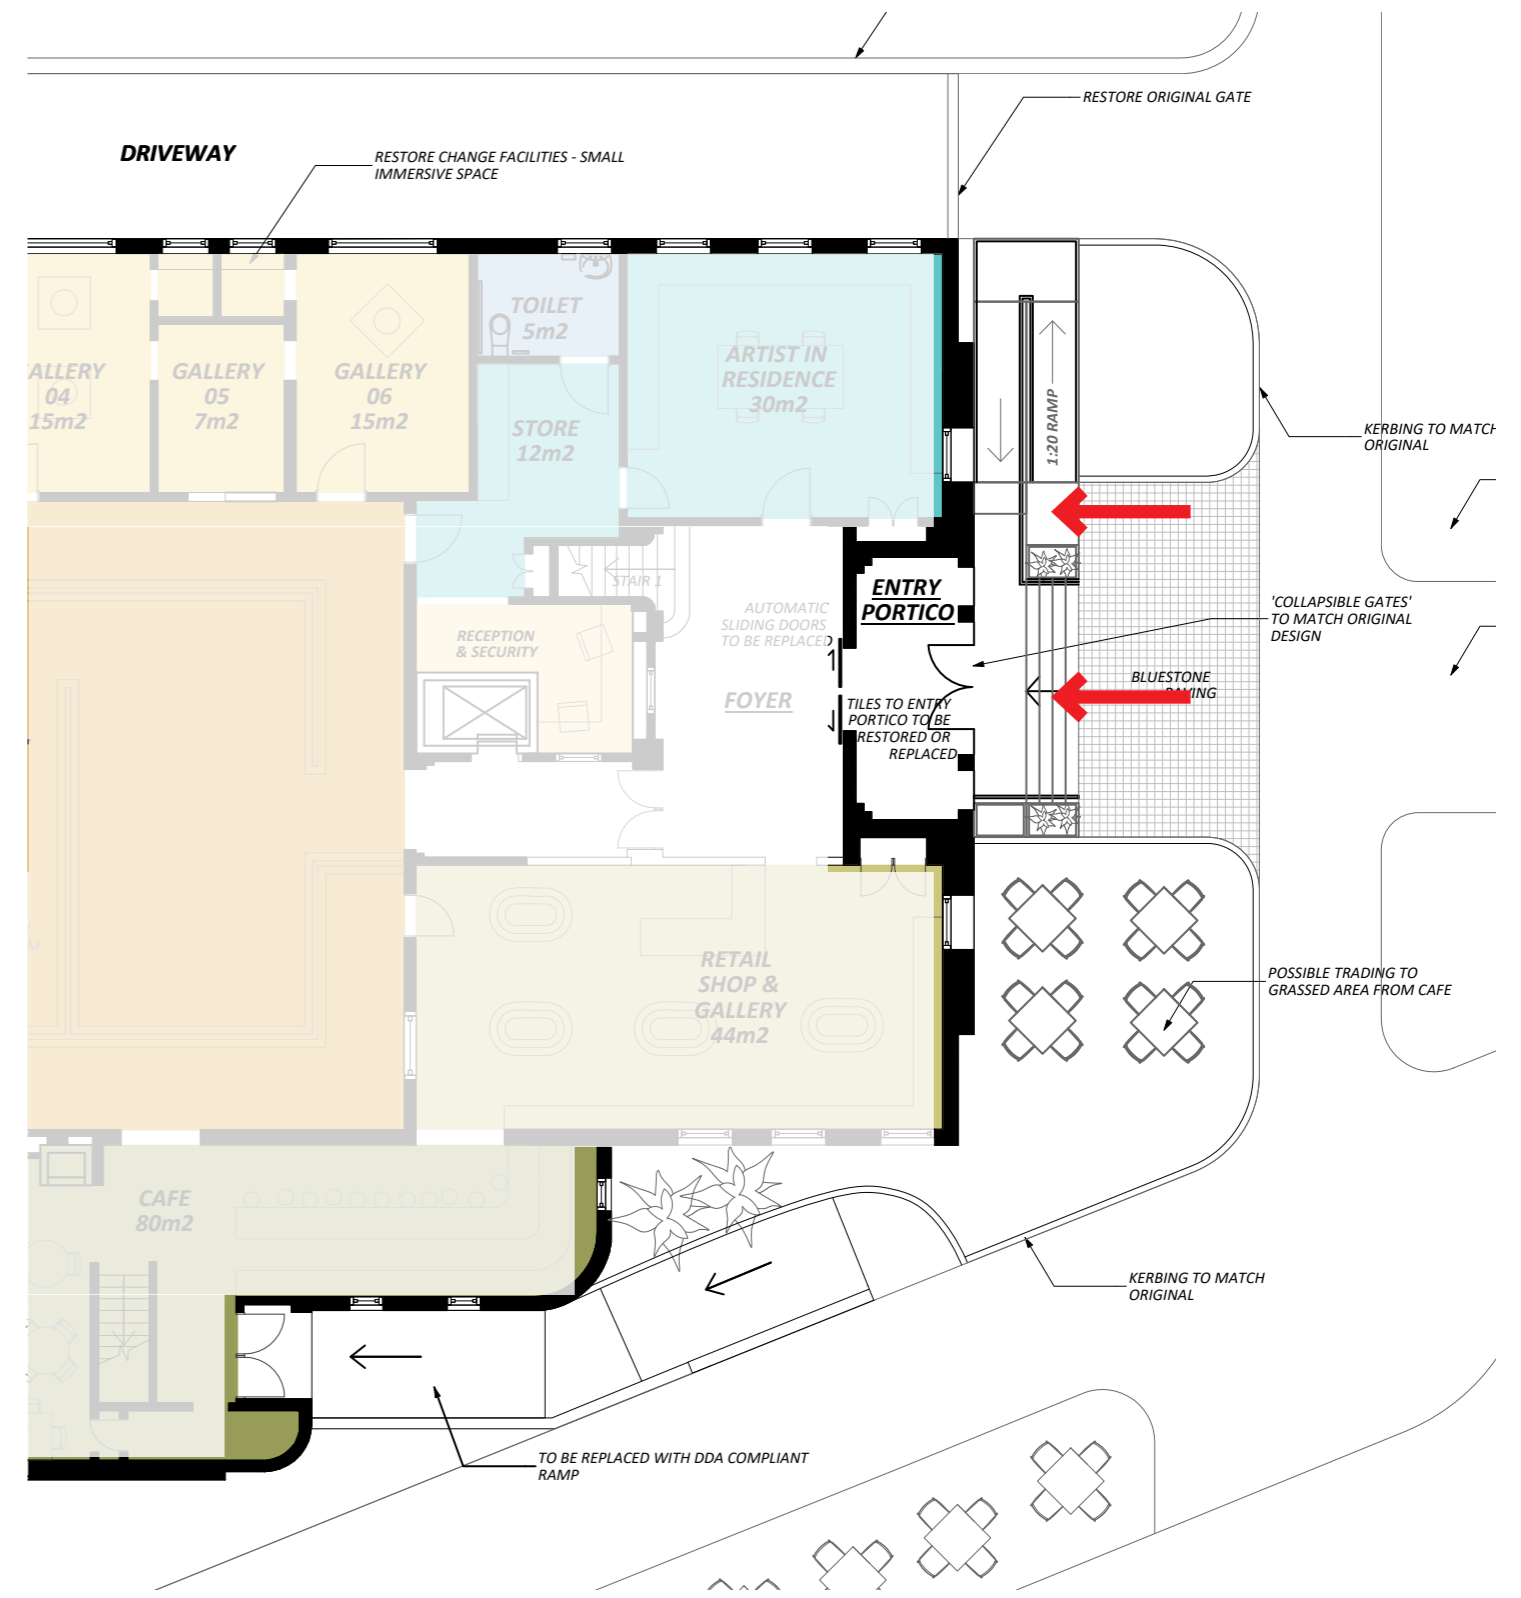 RESTORE ORIGINAL GATE
DRIVEWAY
RESTORE CHANGE FACILITIES - SMALL
IMMERSIVE SPACE
TOILET
5m2
ALLERY
04
15m2
GALLERY
05
7m2
GALLERY
06
15m2
STORE
12m2
ARTIST IN
RESIDENCE
30m2
1:20 RAMP
KERBING TO MATCH
ORIGINAL
STAIR 1
ENTRY
PORTICO
AUTOMATIC
SLIDING DOORS
TO BE REPLACED
RECEPTION
& SECURITY
'COLLAPSIBLE GATES'
TO MATCH ORIGINAL
DESIGN
BLUESTONE
PAVING
FOYER
TILES TO ENTRY
PORTICO TO BE
RESTORED OR
REPLACED
RETAIL
SHOP &
GALLERY
44m2
POSSIBLE TRADING TO
GRASSED AREA FROM CAFE
CAFE
80m2
KERBING TO MATCH
ORIGINAL
TO BE REPLACED WITH DDA COMPLIANT
RAMP